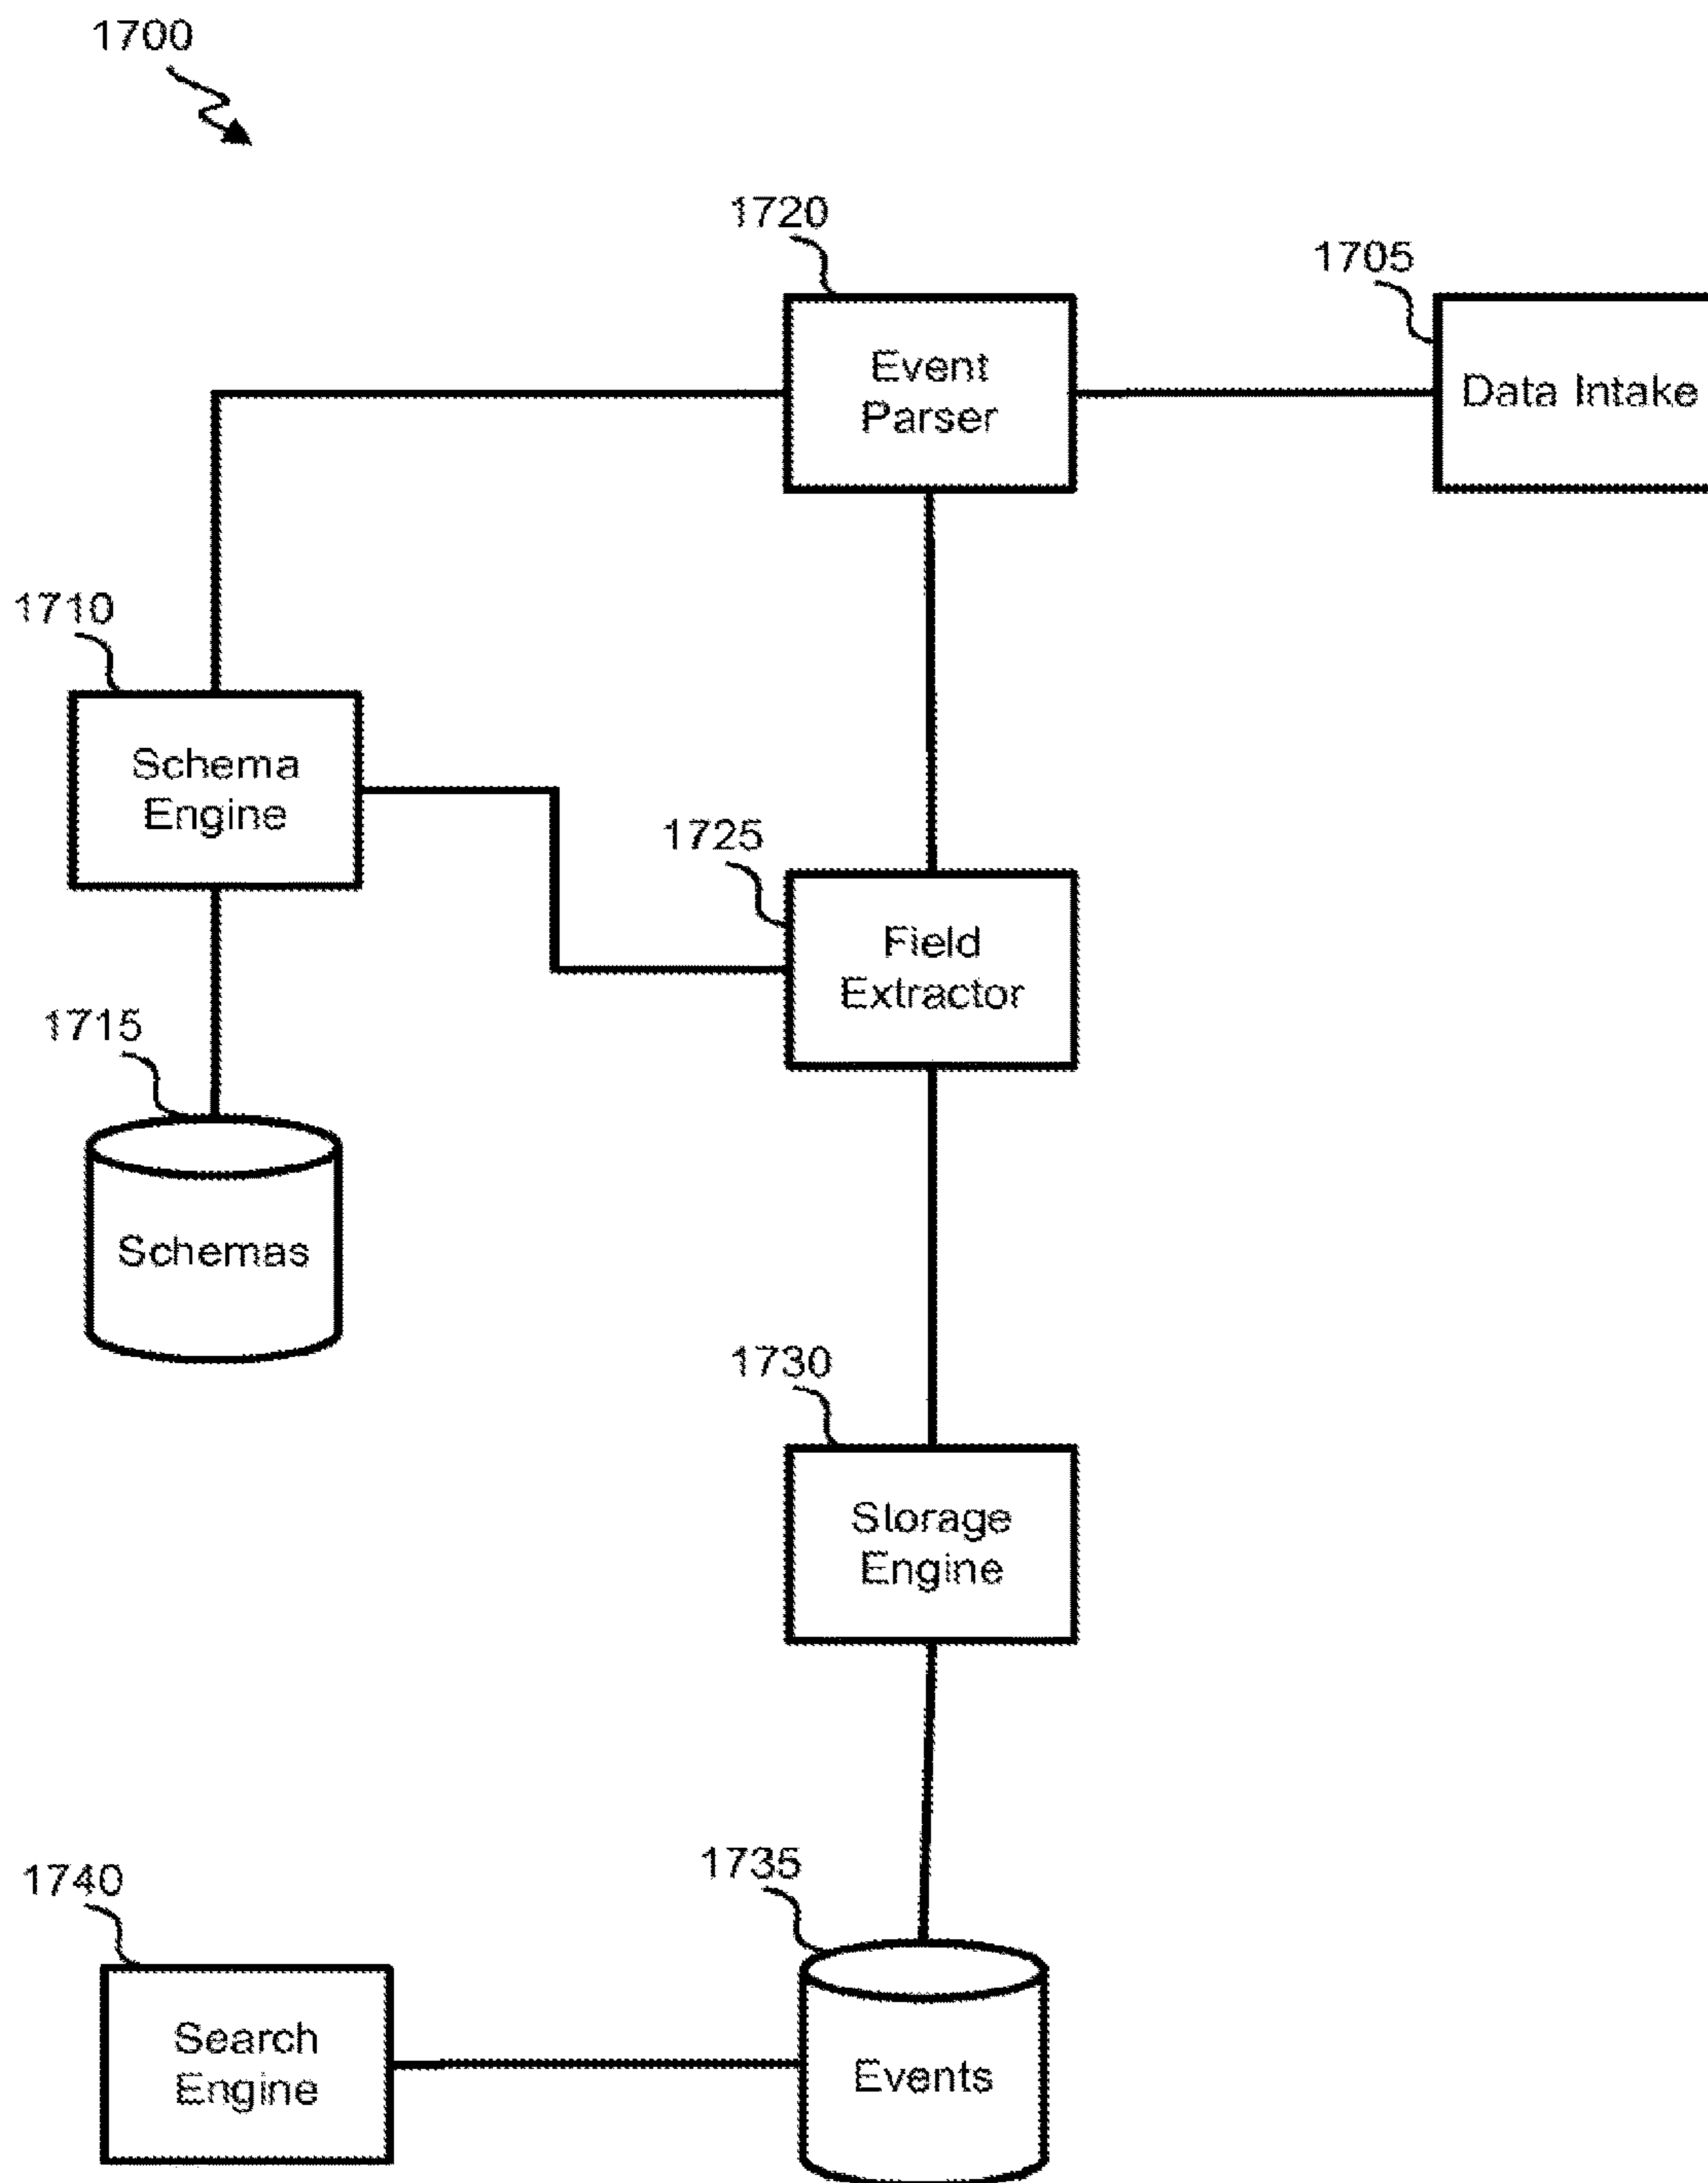 1700
1720
1705
Event
Parser
Data Intake
1710
Schema
Engine
1725
Field
Extractor
1715
Schemas
1730
Storage
Engine
1740
1735
Search
Engine
Events